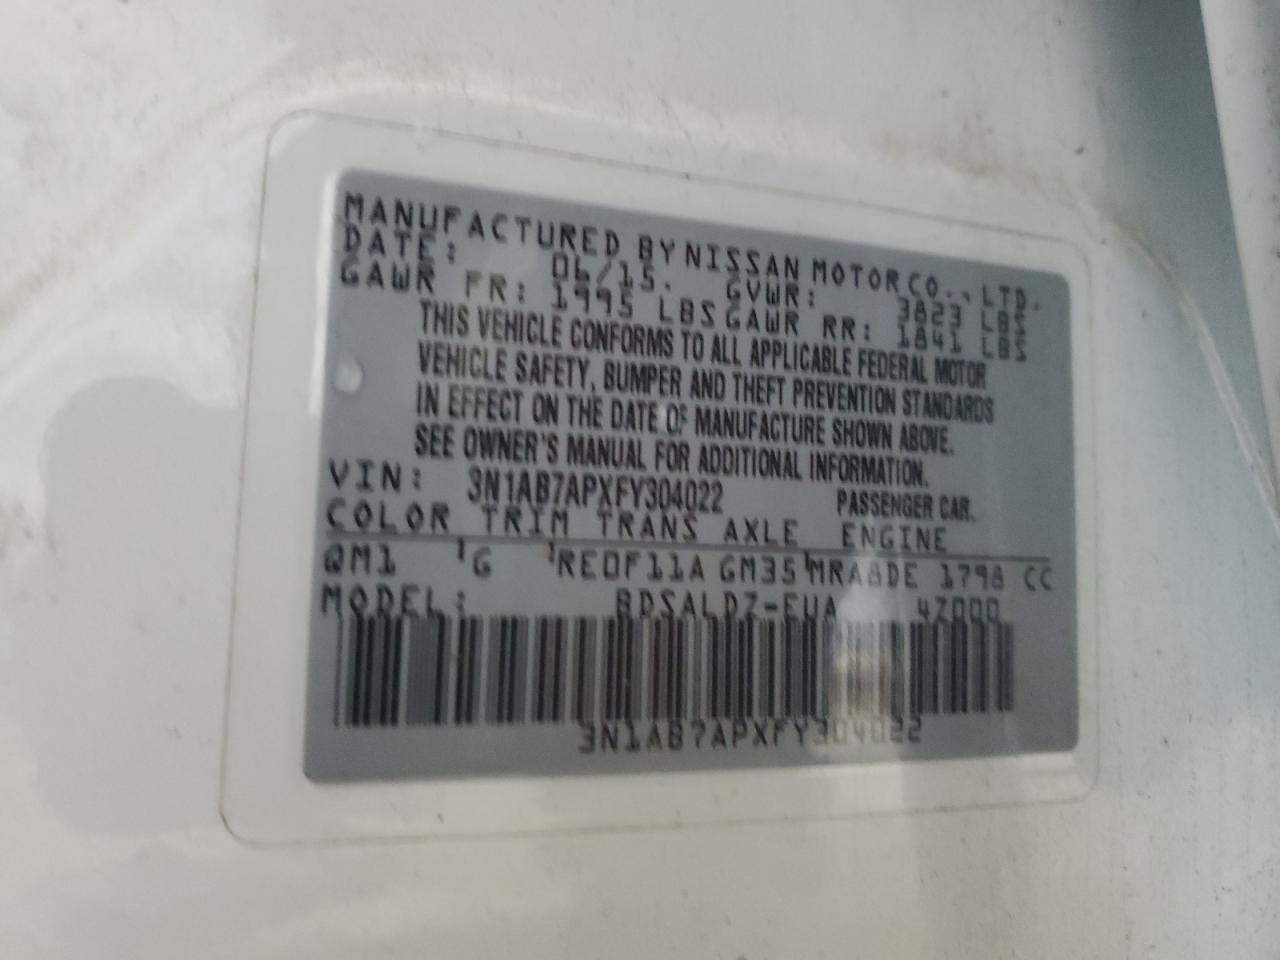 MANUFACTURED BY NISSAN MOTOR CO., LTD.
DATE: 06/15. GVWR: 3823 LBS
GAWR FR: 1995 LBS GAWR RR: 1841 LBS
THIS VEHICLE CONFORMS TO ALL APPLICABLE FEDERAL MOTOR
VEHICLE SAFETY, BUMPER AND THEFT PREVENTION STANDARDS
IN EFFECT ON THE DATE OF MANUFACTURE SHOWN ABOVE.
SEE OWNER'S MANUAL FOR ADDITIONAL INFORMATION.
VIN: 3N1AB7APXFY304022 PASSENGER CAR.
COLOR TRIM TRANS AXLE ENGINE
QM1 G RE0F11A GM35 MRA8DE 1798 CC
MODEL: BDSALDZ-EUA 4Z000
3N1AB7APXFY304022